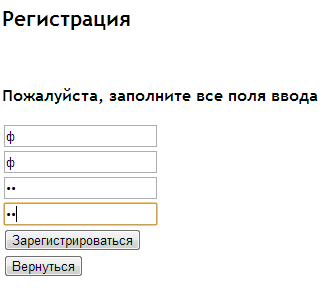 Регистрация
Пожалуйста, заполните все поля ввода
ф
ф
••
••
Зарегистрироваться
Вернуться